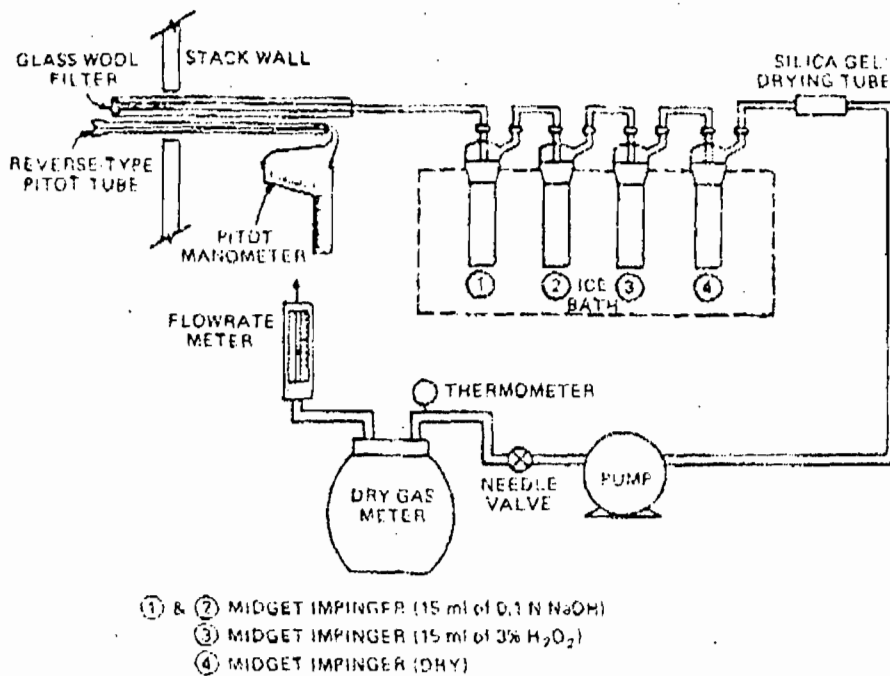 GLASS WOOL
FILTER
STACK WALL
SILICA GEL
DRYING TUBE
REVERSE-TYPE
PITOT TUBE
PITOT
MANOMETER
① ② ICE ③ ④
BATH
FLOWRATE
METER
THERMOMETER
DRY GAS
METER
NEEDLE
VALVE
PUMP
① & ② MIDGET IMPINGER (15 ml of 0.1 N NaOH)
③ MIDGET IMPINGER (15 ml of 3% H₂O₂)
④ MIDGET IMPINGER (DRY)